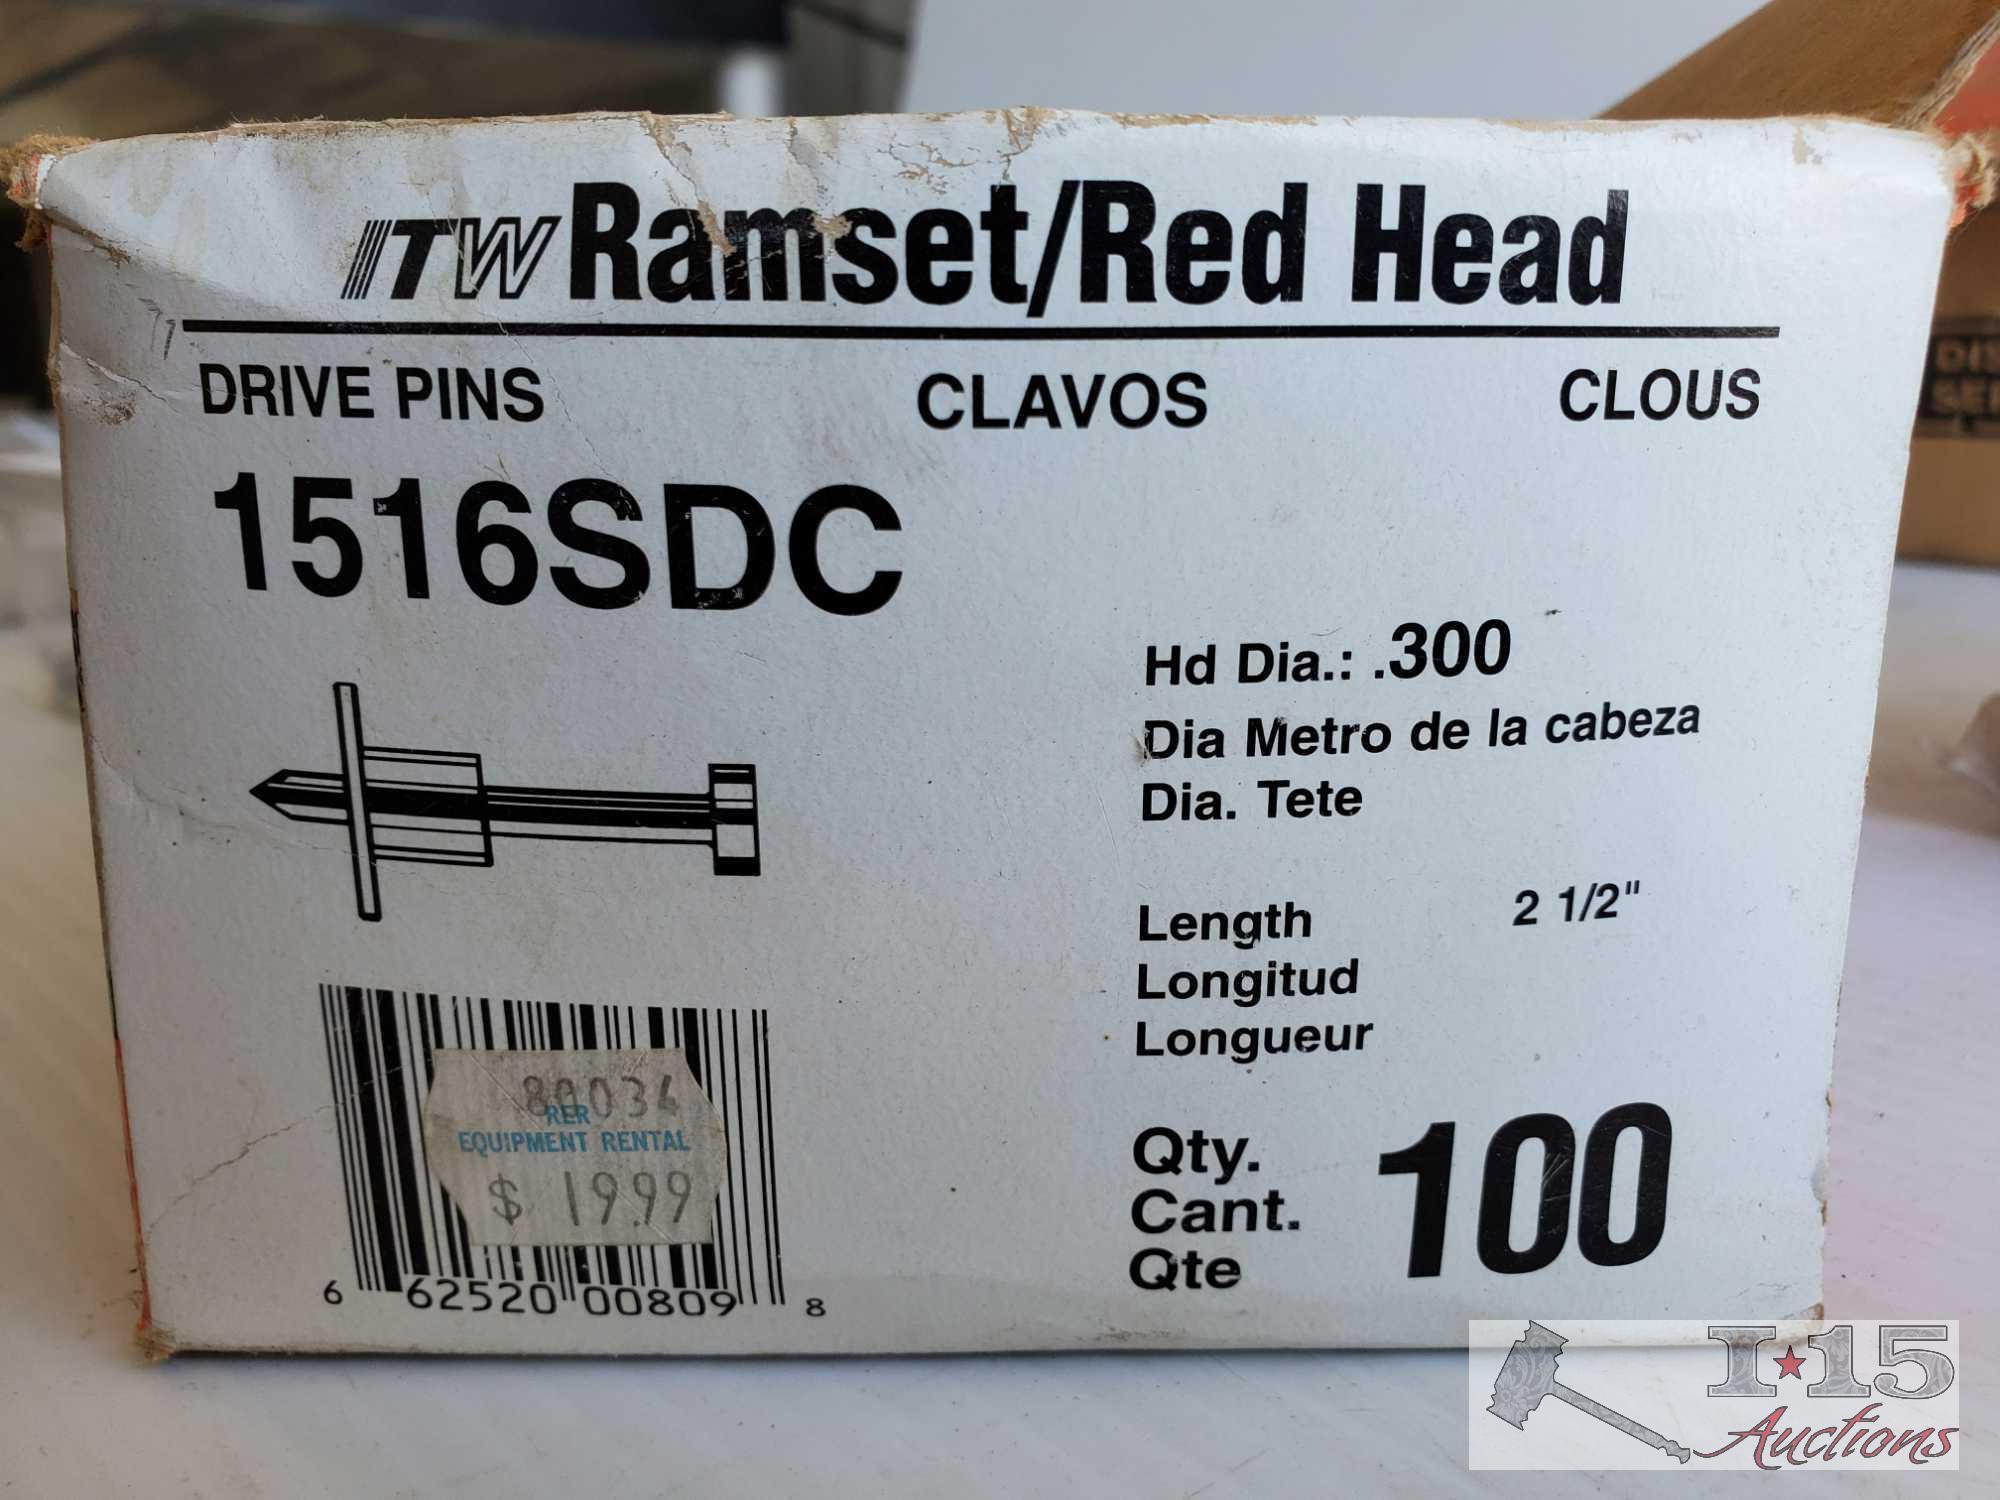 ITW Ramset/Red Head
DRIVE PINS CLAVOS CLOUS
1516SDC
Hd Dia.: .300
Dia Metro de la cabeza
Dia. Tete
Length 2 1/2"
Longitud
Longueur
Qty. 100
Cant.
Qte
80034
RER
EQUIPMENT RENTAL
$ 19.99
6 62520 00809 8
I 15
Auctions